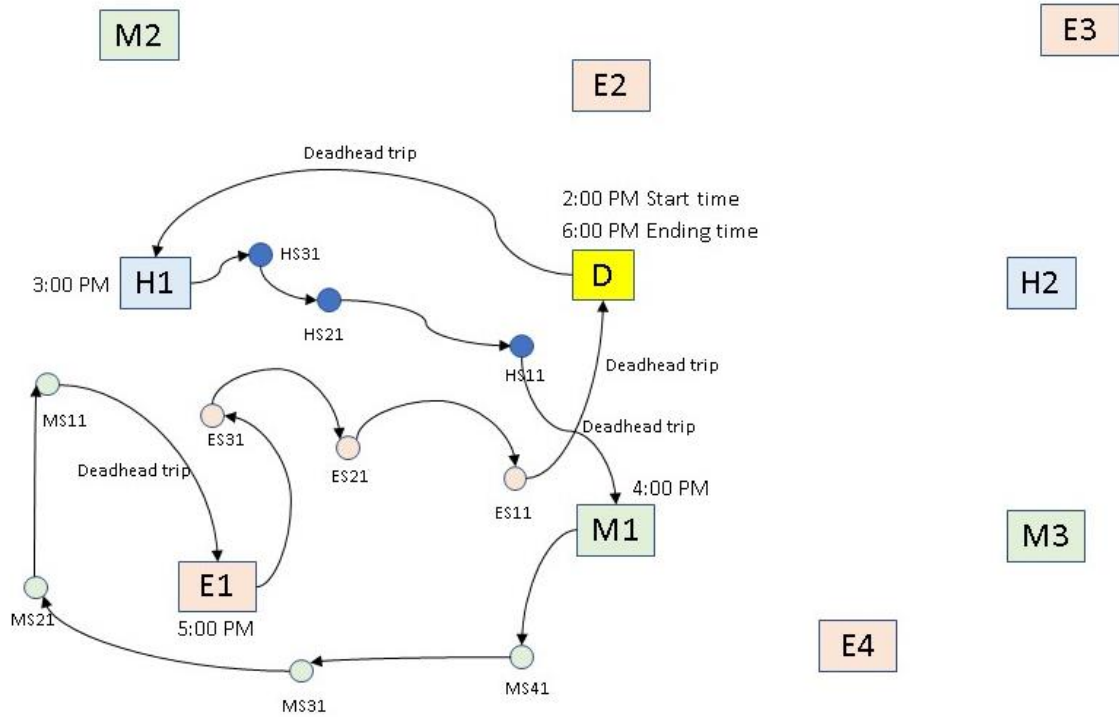 M2
E3
E2
Deadhead trip
2:00 PM Start time
6:00 PM Ending time
HS31
D
H2
3:00 PM
H1
HS21
HS11
Deadhead trip
MS11
ES31
Deadhead trip
Deadhead trip
ES21
4:00 PM
ES11
M1
M3
E1
MS21
5:00 PM
E4
MS41
MS31